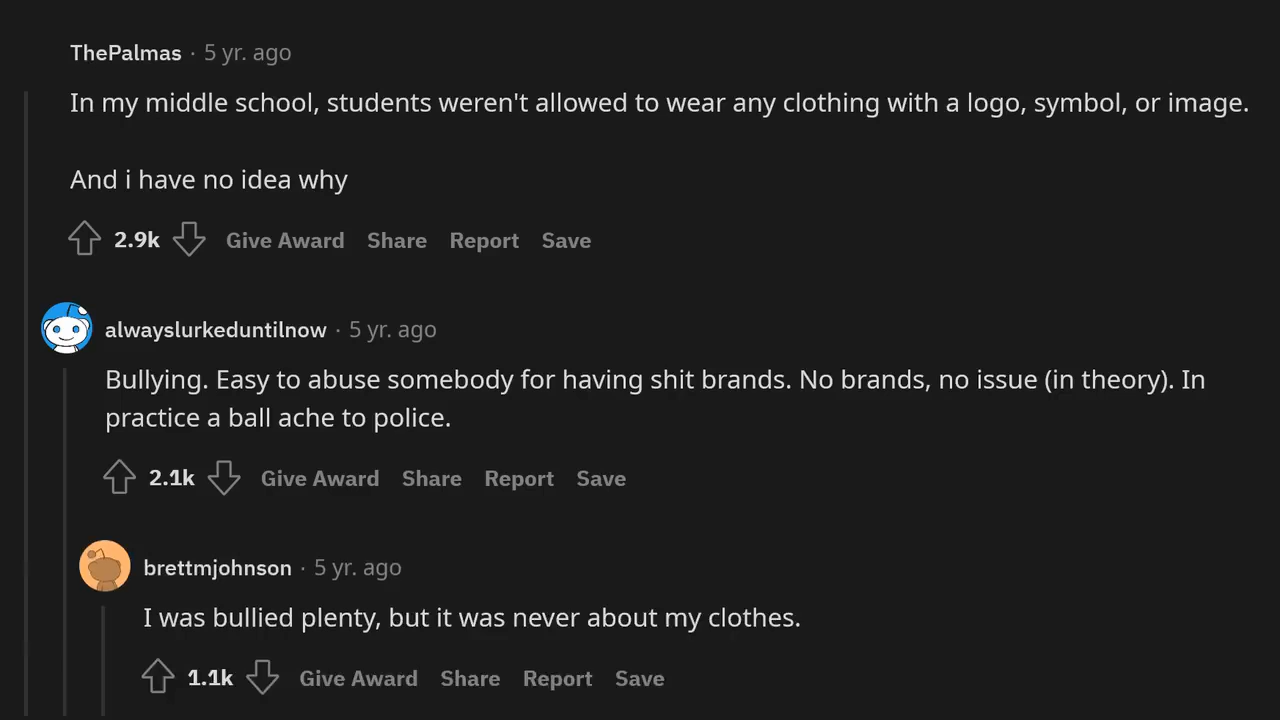 ThePalmas · 5 yr. ago
In my middle school, students weren't allowed to wear any clothing with a logo, symbol, or image.
And i have no idea why
2.9k Give Award Share Report Save
alwayslurkeduntilnow · 5 yr. ago
Bullying. Easy to abuse somebody for having shit brands. No brands, no issue (in theory). In
practice a ball ache to police.
2.1k Give Award Share Report Save
brettmjohnson · 5 yr. ago
I was bullied plenty, but it was never about my clothes.
1.1k Give Award Share Report Save